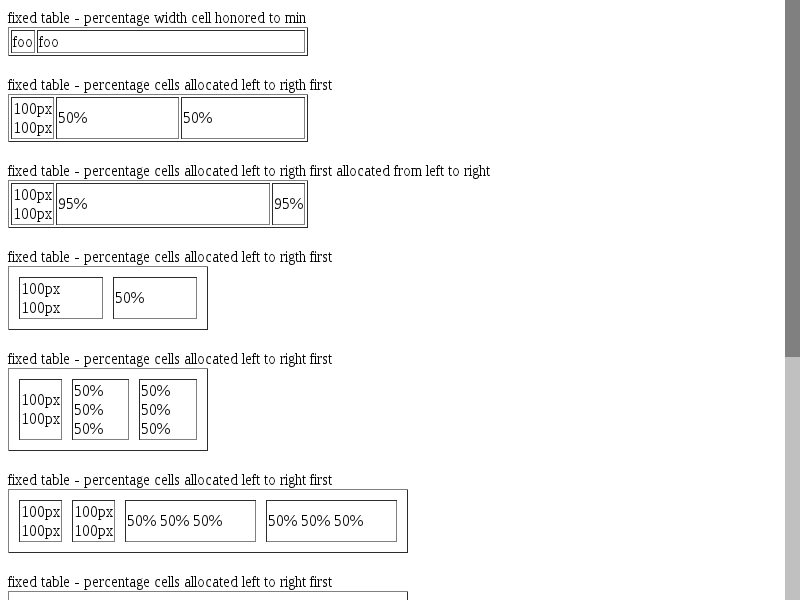 fixed table - percentage width cell honored to min
foo foo
fixed table - percentage cells allocated left to rigth first
100px
100px
50% 50%
fixed table - percentage cells allocated left to rigth first allocated from left to right
100px
100px
95% 95%
fixed table - percentage cells allocated left to rigth first
100px
100px
50%
fixed table - percentage cells allocated left to right first
100px
100px
50%
50%
50%
50%
50%
50%
fixed table - percentage cells allocated left to right first
100px
100px
100px
100px
50% 50% 50%
50% 50% 50%
fixed table - percentage cells allocated left to right first